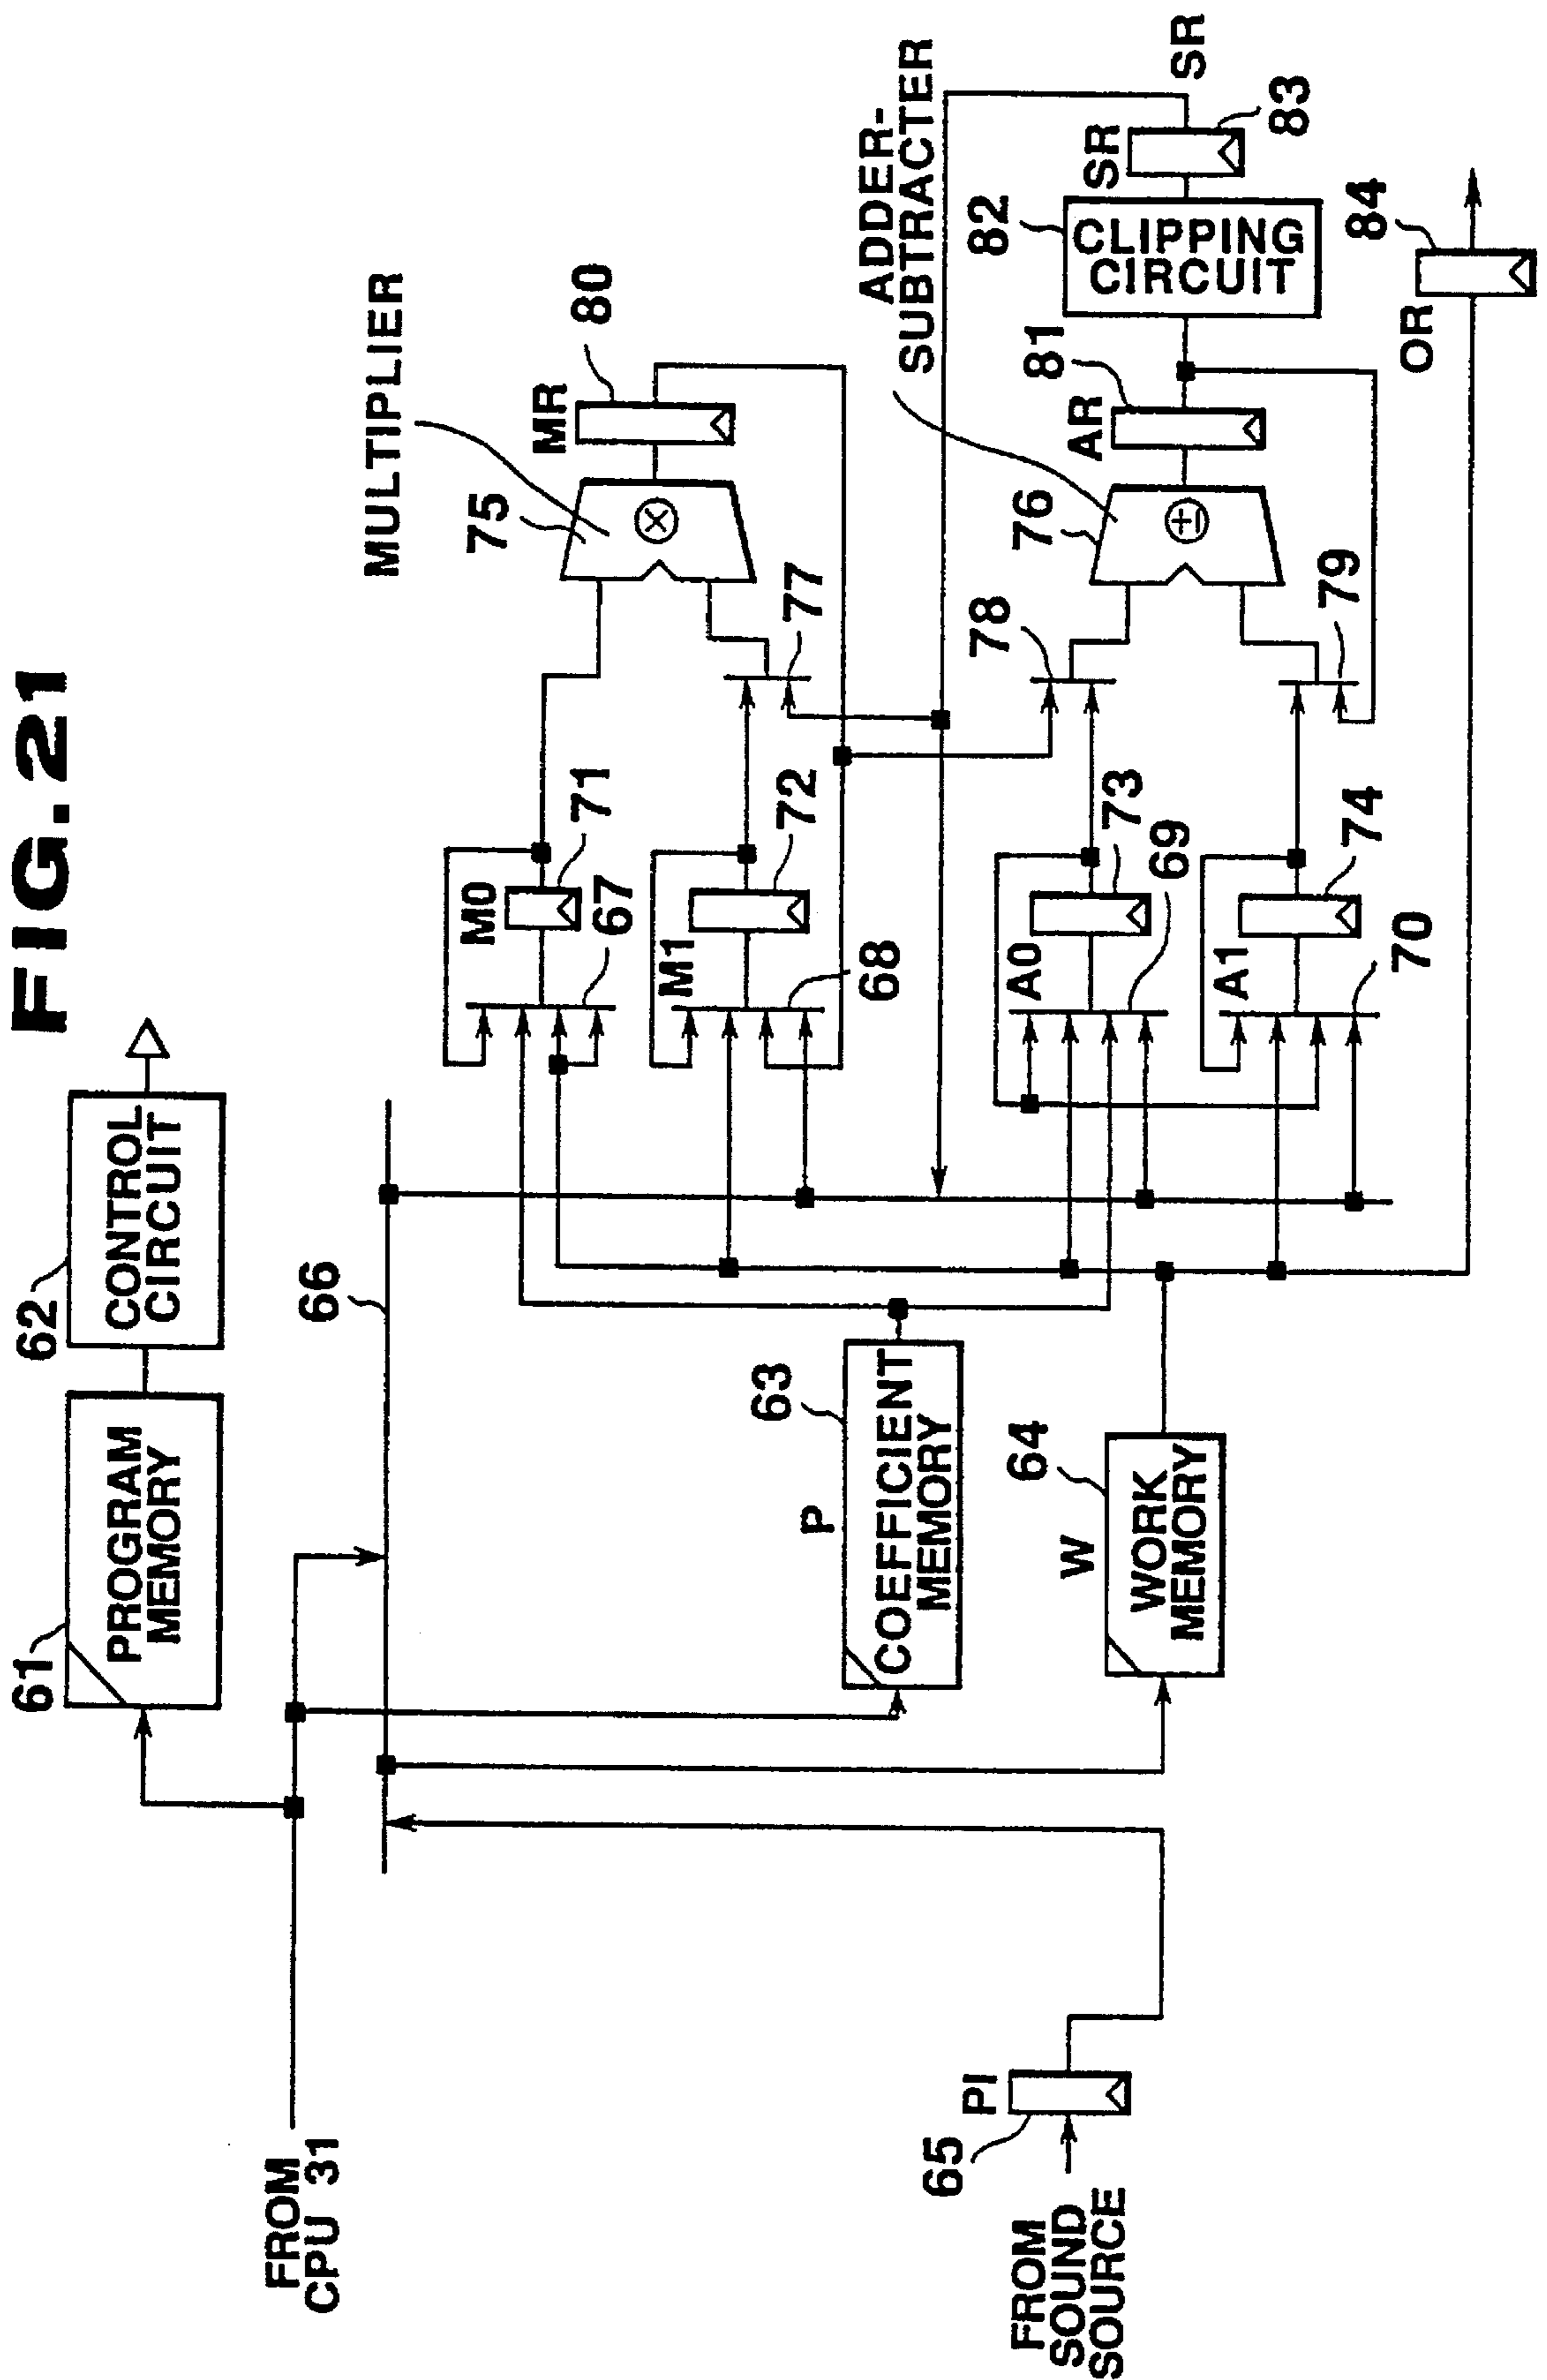 FIG.21
61
PROGRAM
MEMORY
62
CONTROL
CIRCUIT
FROM
CPU 31
66
MULTIPLIER
75
MR
80
M0
71
67
M1
72
68
77
P
63
COEFFICIENT
MEMORY
W
64
WORK
MEMORY
FROM
SOUND
SOURCE
65
PI
ADDER-
SUBTRACTER
78
76
AR
81
82
CLIPPING
CIRCUIT
SR
83
SR
A0
73
69
A1
74
70
79
OR
84